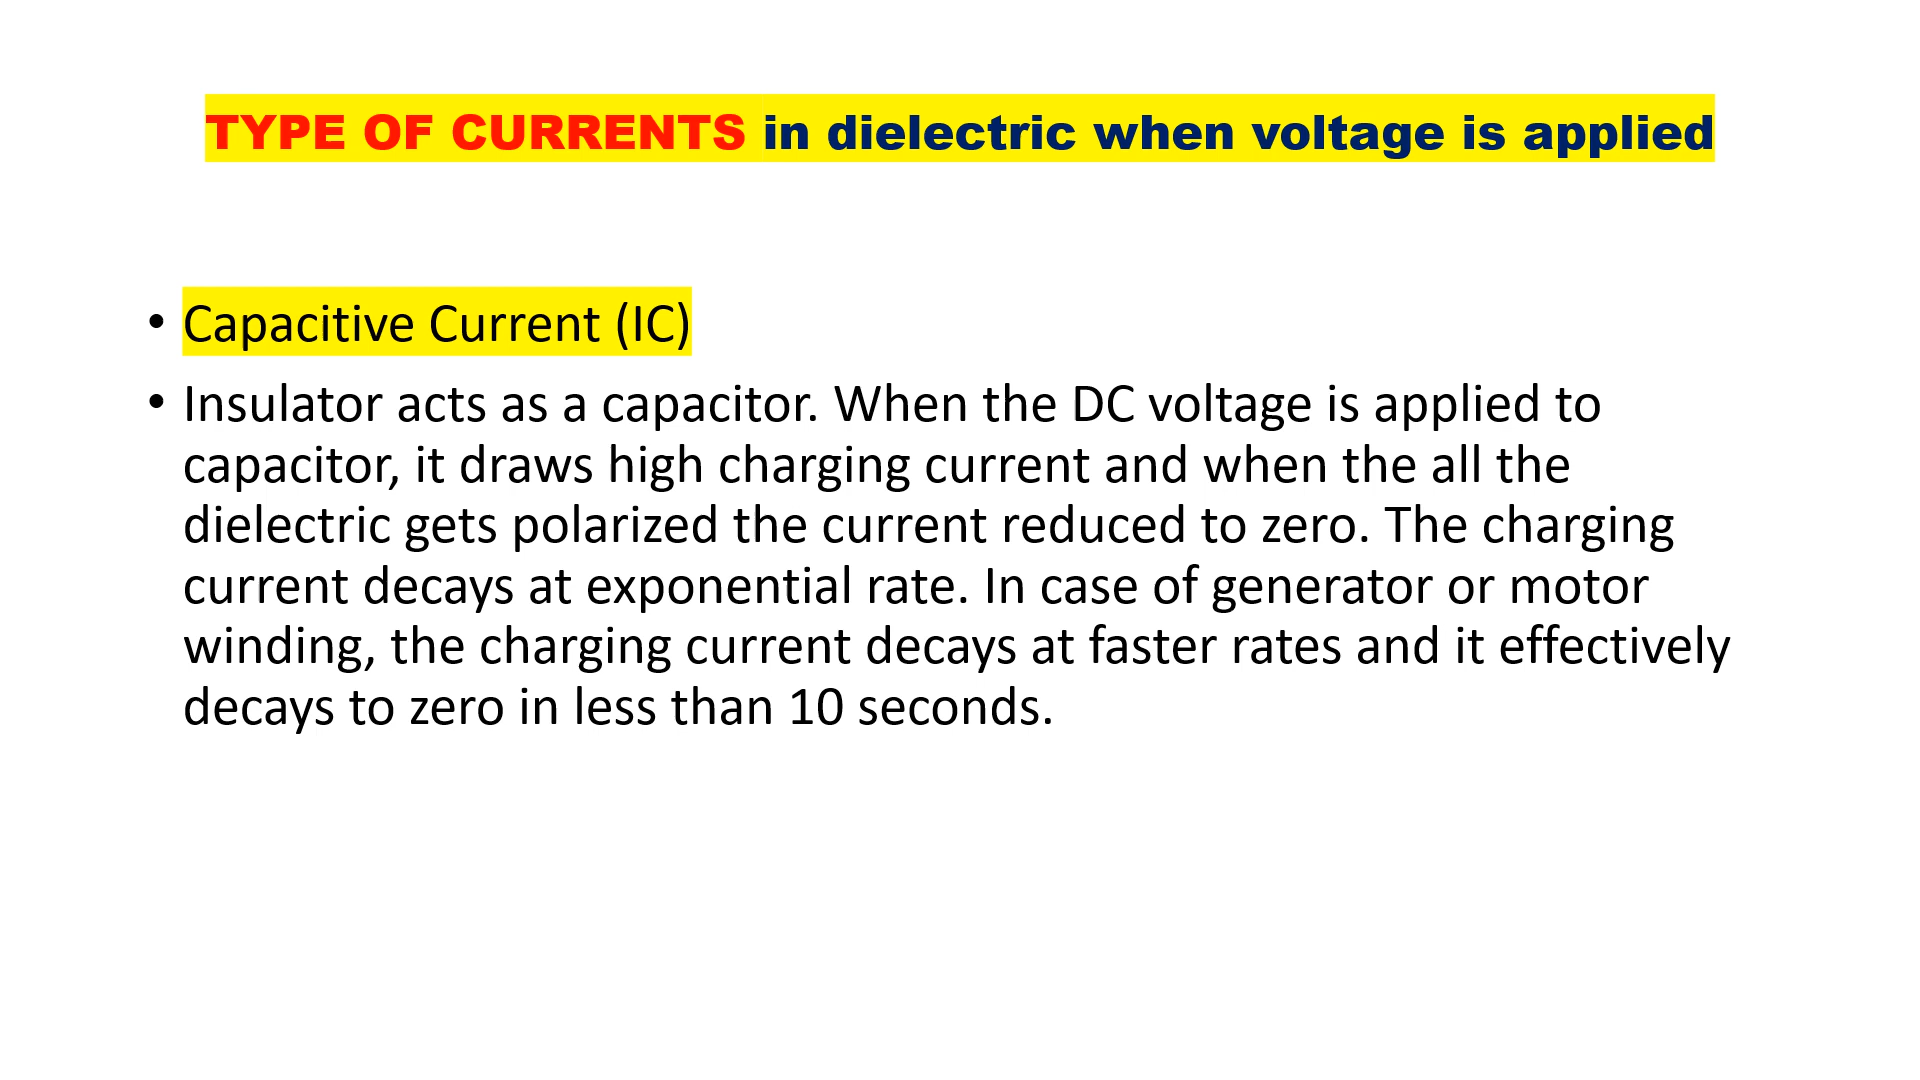 TYPE OF CURRENTS in dielectric when voltage is applied
• Capacitive Current (IC)
• Insulator acts as a capacitor. When the DC voltage is applied to
capacitor, it draws high charging current and when the all the
dielectric gets polarized the current reduced to zero. The charging
current decays at exponential rate. In case of generator or motor
winding, the charging current decays at faster rates and it effectively
decays to zero in less than 10 seconds.